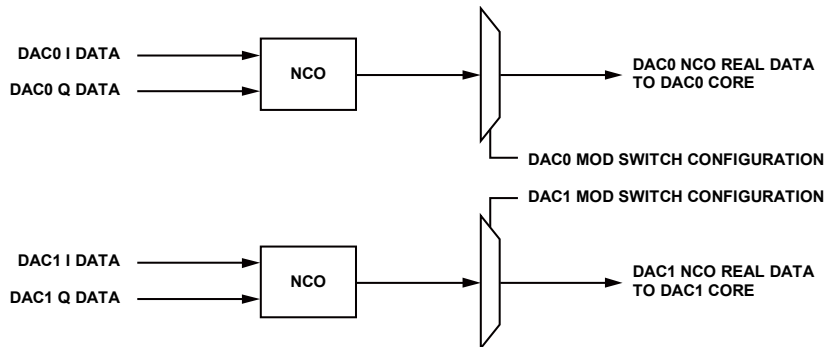 DAC0 I DATA
DAC0 Q DATA
NCO
DAC0 NCO REAL DATA
TO DAC0 CORE
DAC0 MOD SWITCH CONFIGURATION
DAC1 MOD SWITCH CONFIGURATION
DAC1 I DATA
DAC1 Q DATA
NCO
DAC1 NCO REAL DATA
TO DAC1 CORE